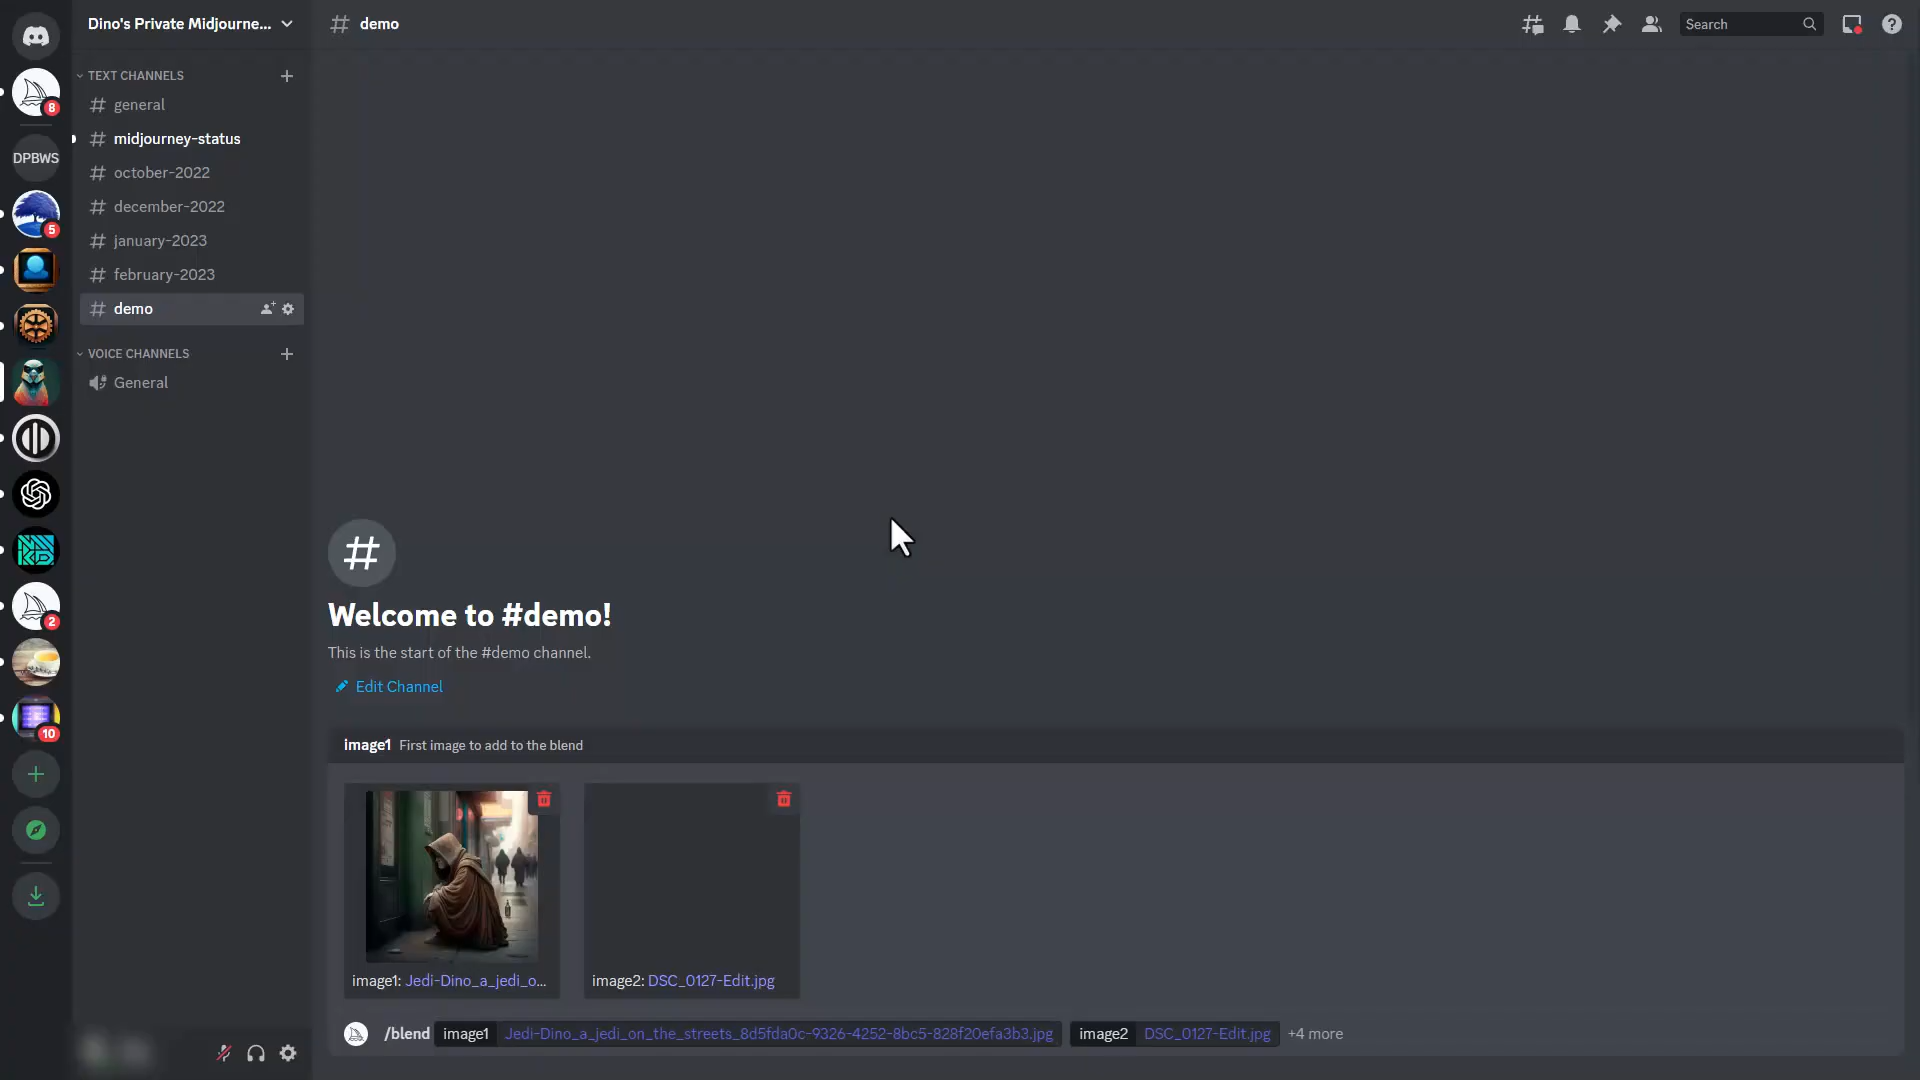 Dino's Private Midjourne...
demo
Search
8
DPBWS
5
2
10
TEXT CHANNELS
general
midjourney-status
october-2022
december-2022
january-2023
february-2023
demo
VOICE CHANNELS
General
Welcome to #demo!
This is the start of the #demo channel.
Edit Channel
image1 First image to add to the blend
image1: Jedi-Dino_a_jedi_o...
image2: DSC_0127-Edit.jpg
/blend image1 Jedi-Dino_a_jedi_on_the_streets_8d5fda0c-9326-4252-8bc5-828f20efa3b3.jpg image2 DSC_0127-Edit.jpg +4 more